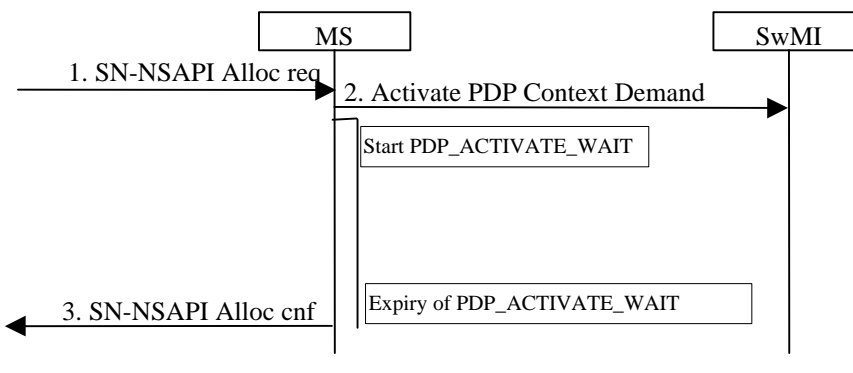 MS
SwMI
1. SN-NSAPI Alloc req
2. Activate PDP Context Demand
Start PDP_ACTIVATE_WAIT
Expiry of PDP_ACTIVATE_WAIT
3. SN-NSAPI Alloc cnf